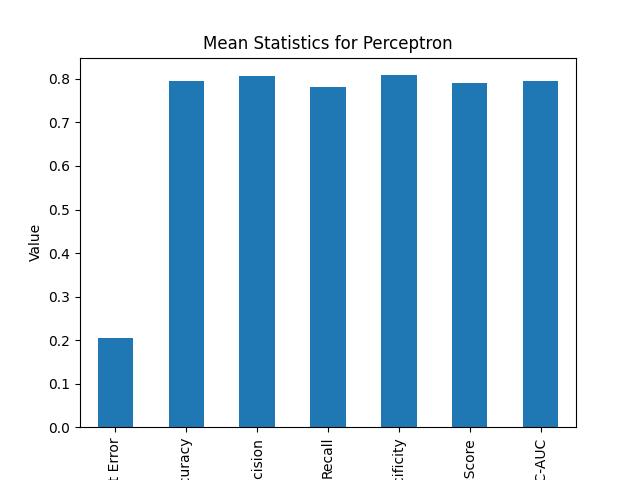 Mean Statistics for Perceptron
0.8
0.7
0.6
0.5
0.4
0.3
0.2
0.1
0.0
Value
t Error
curacy
cision
Recall
cificity
Score
C-AUC